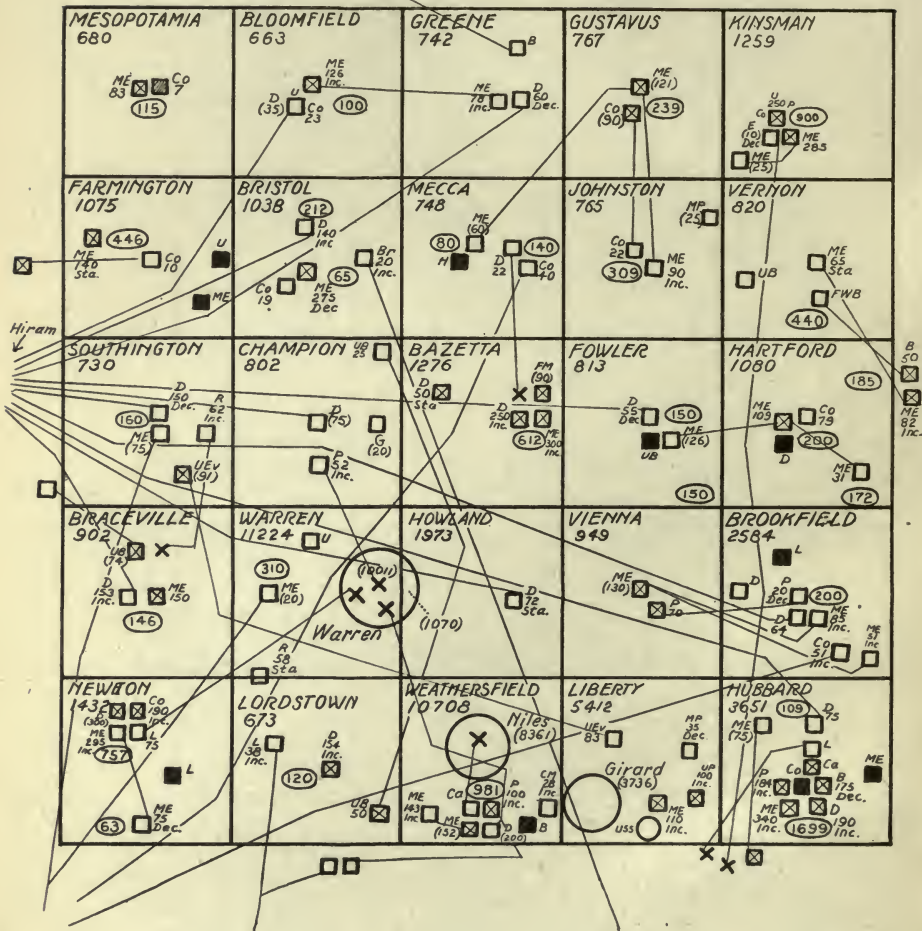 MESOPOTAMIA
680
ME
83
Co
7
115
BLOOMFIELD
663
ME
126
Inc.
D
(35)
U
Co
23
100
GREENE
742
B
ME
78
Inc
D
60
Dec.
GUSTAVUS
767
ME
(121)
Co
(90)
239
KINSMAN
1259
U
250 P
Co
900
E
(10)
Dec
ME
285
ME
(25)
FARMINGTON
1075
446
ME
140
Sta.
Co
10
U
ME
BRISTOL
1038
212
D
140
Inc
Br
20
Inc.
65
Co
19
ME
275
Dec
MECCA
748
ME
(60)
80
H
140
D
22
Co
40
JOHNSTON
765
MP
(25)
Co
22
309
ME
90
Inc.
VERNON
820
UB
ME
65
Sta
FWB
440
Hiram
SOUTHINGTON
730
D
150
Dec.
R
62
Inc.
160
ME
(75)
UEv
(91)
CHAMPION
802
UB
25
D
(75)
G
(20)
P
52
Inc.
BAZETTA
1276
D
50
Sta
FM
(90)
D
250
Inc
612
ME
300
Inc
FOWLER
813
D
55
Dec
150
UB
ME
(126)
150
HARTFORD
1080
ME
109
Co
79
200
D
ME
31
172
185
B
50
ME
82
Inc.
BRACEVILLE
902
UB
(74)
D
153
Inc
ME
150
146
WARREN
11224
U
310
ME
(20)
(10011)
Warren
R
58
Sta
HOWLAND
1973
(1070)
D
72
Sta.
VIENNA
949
ME
(130)
P
70
BROOKFIELD
2584
L
D
P
20
Dec
200
D
64
ME
85
Inc.
Co
51
Inc
ME
51
Inc
NEWTON
1432
P
(300)
Co
190
Inc.
ME
295
Inc
L
75
757
L
63
ME
75
Dec.
LORDSTOWN
673
L
38
Inc.
D
154
Inc
120
UB
50
WEATHERSFIELD
10708
Niles
(8361)
Ca
981
P
100
Inc.
CM
78
Inc
ME
143
Inc
ME
(152)
D
(200)
B
LIBERTY
5412
UEv
83
MP
35
Dec
Girard
(3736)
UP
100
Inc
ME
110
Inc
USS
HUBBARD
3651
109
ME
(75)
D
75
L
Ca
P
184
Inc
Co
B
175
Dec.
ME
ME
340
Inc.
D
190
Inc
1699